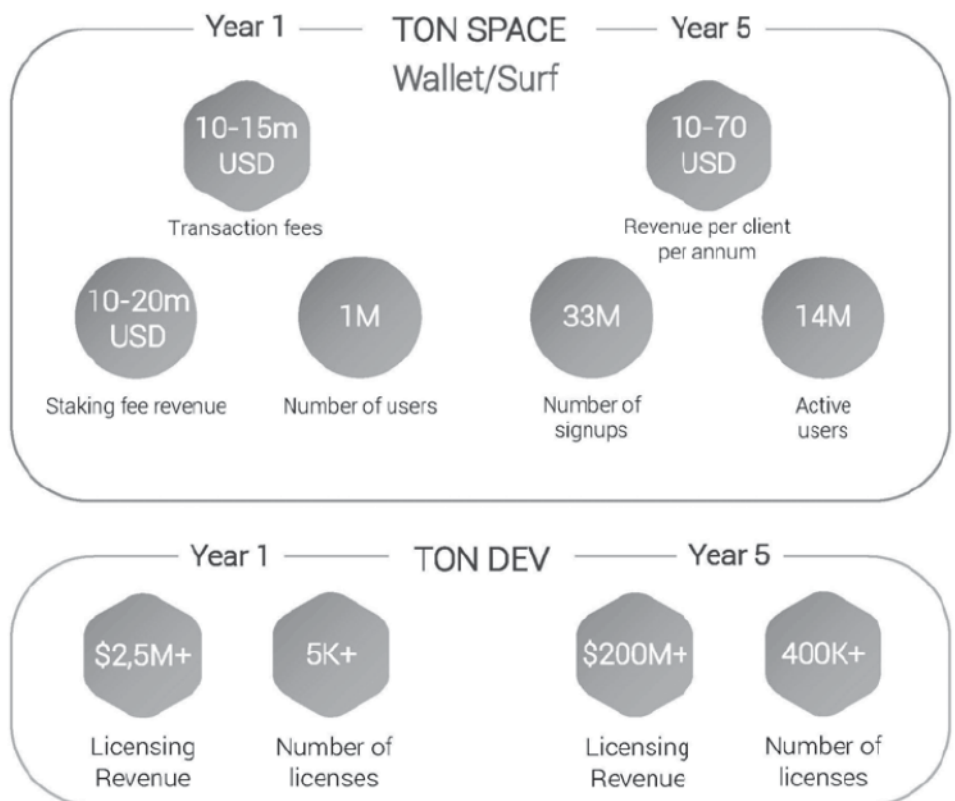 Year 1 TON SPACE Year 5
Wallet/Surf
10-15m
USD
Transaction fees
10-70
USD
Revenue per client
per annum
10-20m
USD
Staking fee revenue
1M
Number of users
33M
Number of
signups
14M
Active
users
Year 1 TON DEV Year 5
$2,5M+
Licensing
Revenue
5K+
Number of
licenses
$200M+
Licensing
Revenue
400K+
Number of
licenses